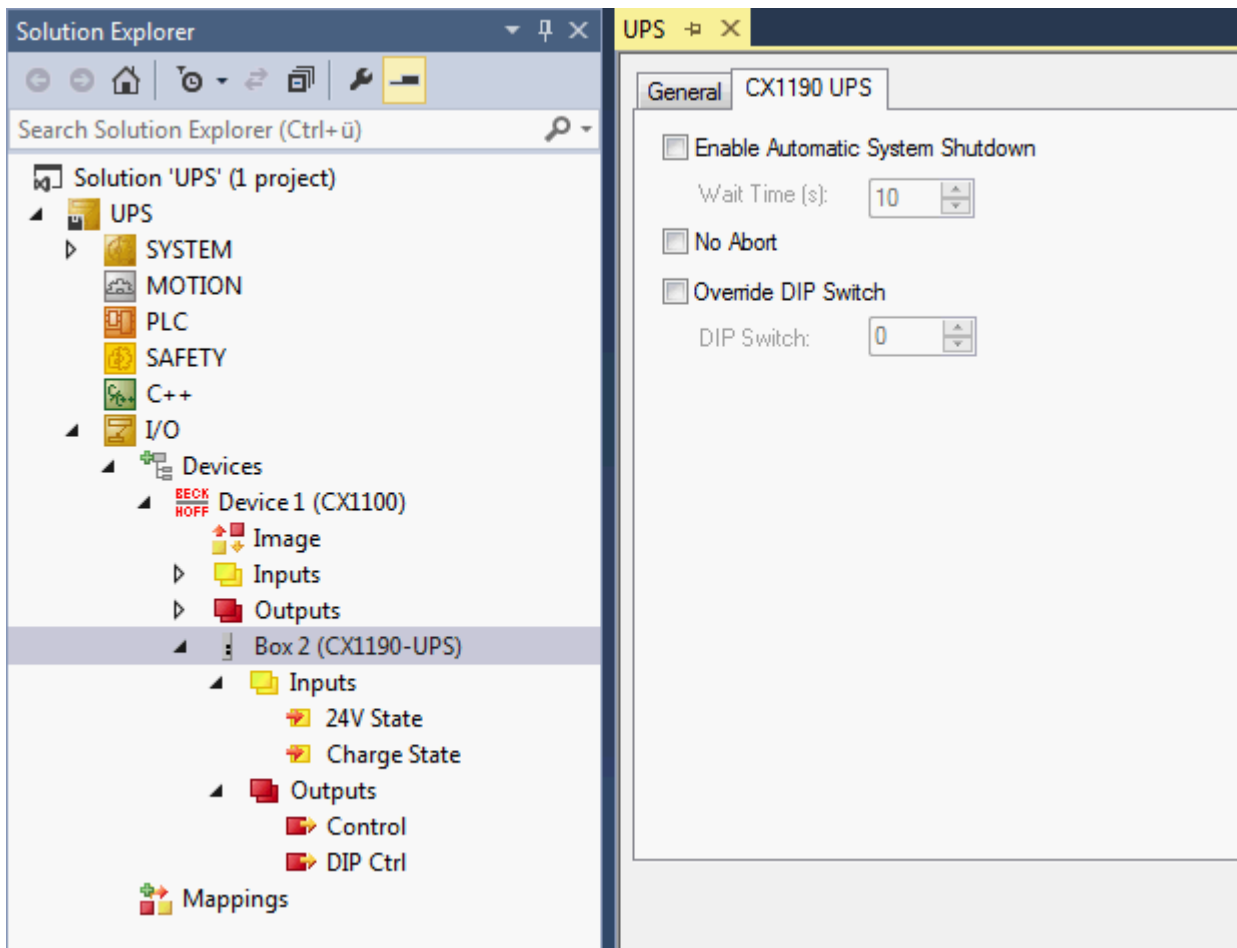 Solution Explorer
Search Solution Explorer (Ctrl+ü)
Solution 'UPS' (1 project)
UPS
SYSTEM
MOTION
PLC
SAFETY
C++
I/O
Devices
BECK
HOFF
Device 1 (CX1100)
Image
Inputs
Outputs
Box 2 (CX1190-UPS)
Inputs
24V State
Charge State
Outputs
Control
DIP Ctrl
Mappings
UPS
General
CX1190 UPS
Enable Automatic System Shutdown
Wait Time (s): 10
No Abort
Override DIP Switch
DIP Switch: 0